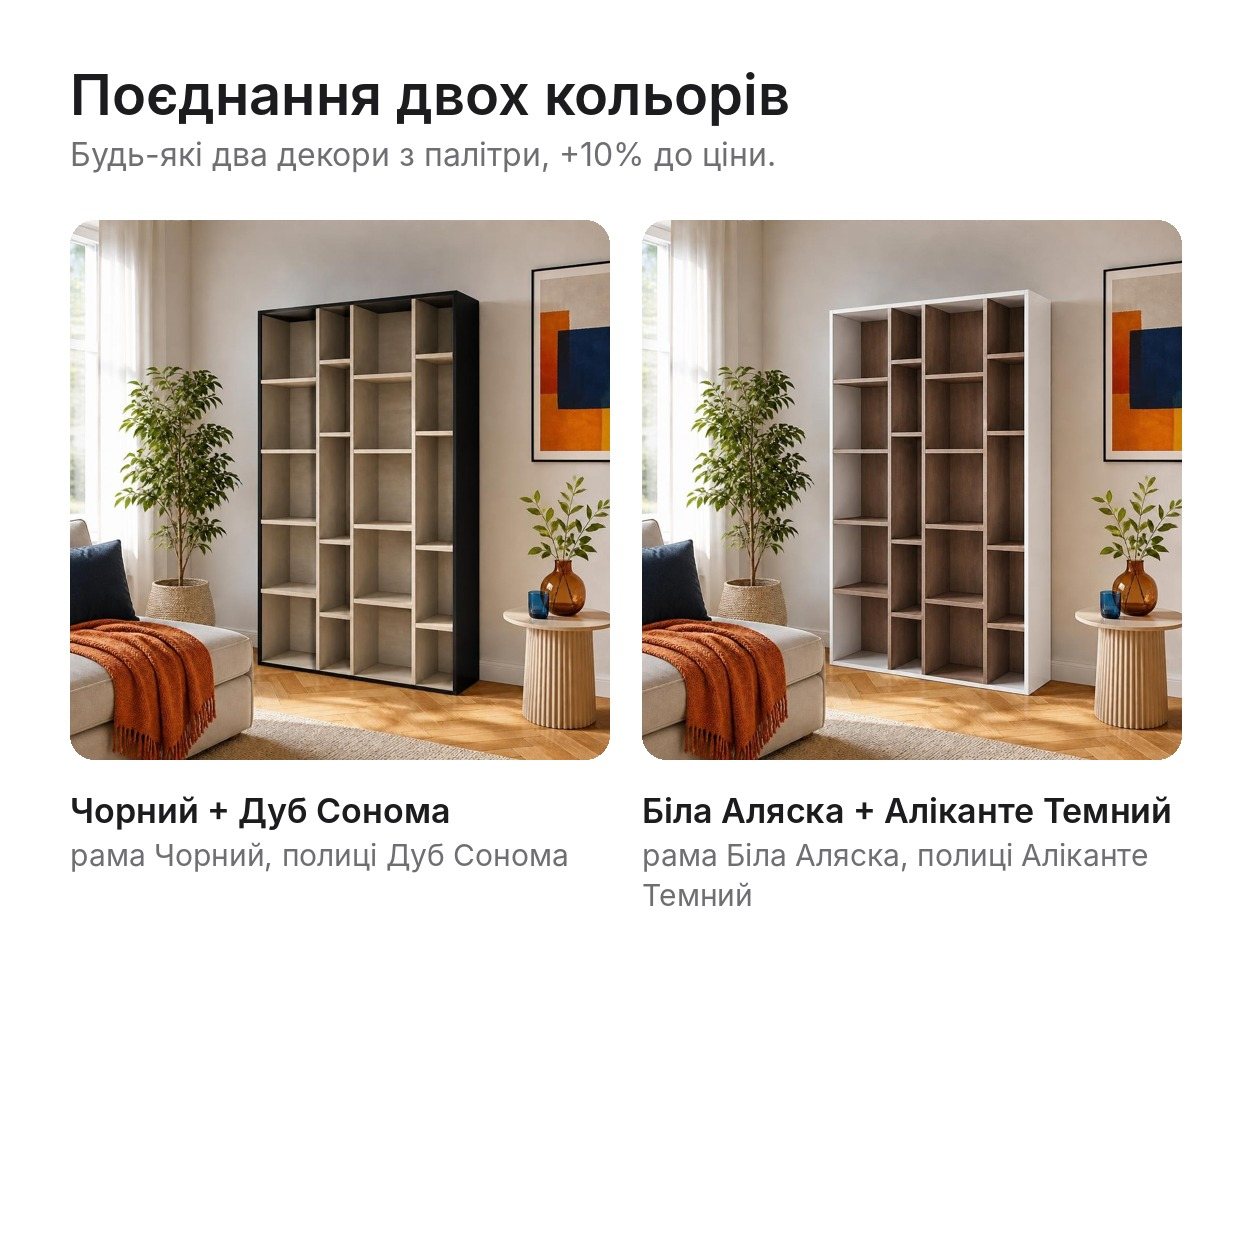 Поєднання двох кольорів
Будь-які два декори з палітри, +10% до ціни.
Чорний + Дуб Сонома
рама Чорний, полиці Дуб Сонома
Біла Аляска + Аліканте Темний
рама Біла Аляска, полиці Аліканте
Темний